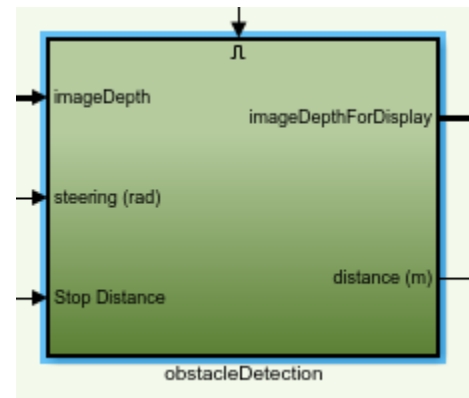 imageDepth
imageDepthForDisplay
steering (rad)
distance (m)
Stop Distance
obstacleDetection